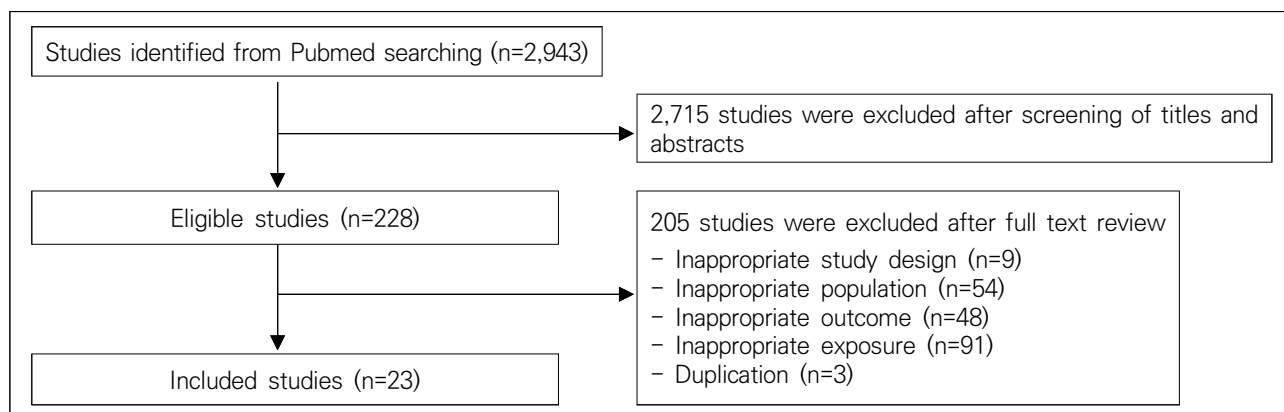 Studies identified from Pubmed searching (n=2,943)
2,715 studies were excluded after screening of titles and
abstracts
Eligible studies (n=228)
205 studies were excluded after full text review
- Inappropriate study design (n=9)
- Inappropriate population (n=54)
- Inappropriate outcome (n=48)
- Inappropriate exposure (n=91)
- Duplication (n=3)
Included studies (n=23)